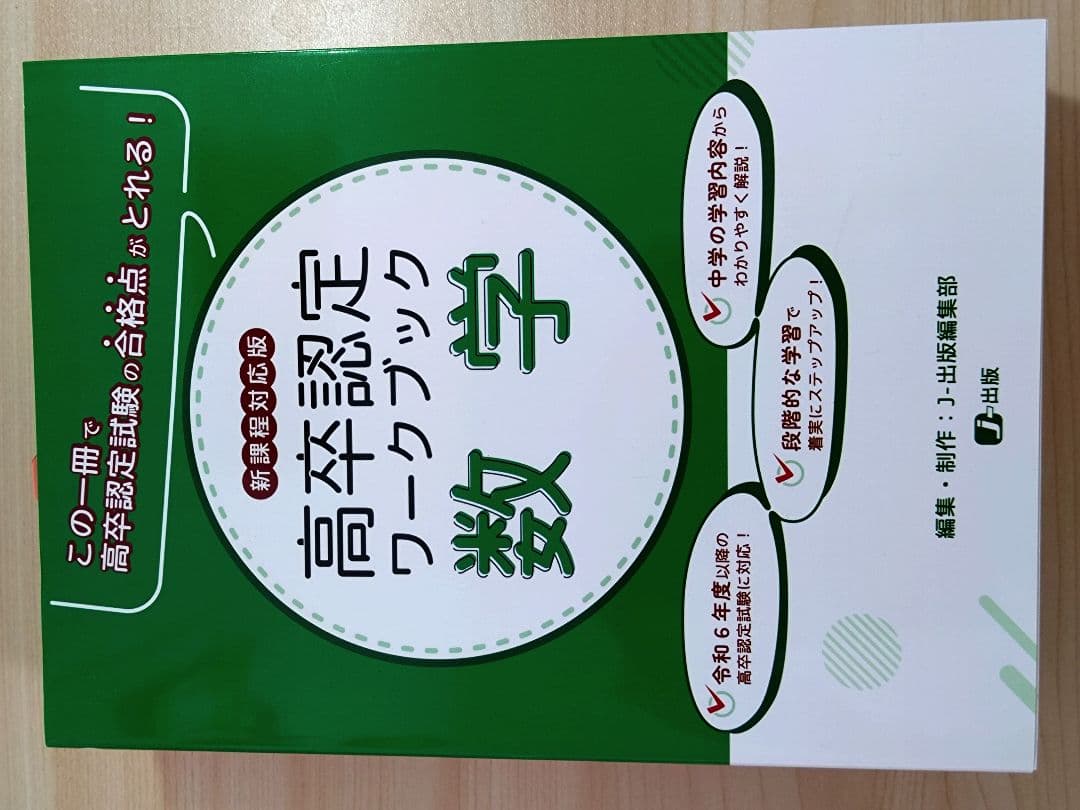 この一冊で
高卒認定試験の合格点がとれる！
新課程対応版
高卒認定
ワークブック
数学
令和6年度以降の
高卒認定試験に対応！
段階的な学習で
着実にステップアップ！
中学の学習内容から
わかりやすく解説！
編集・制作：J-出版編集部
J-出版